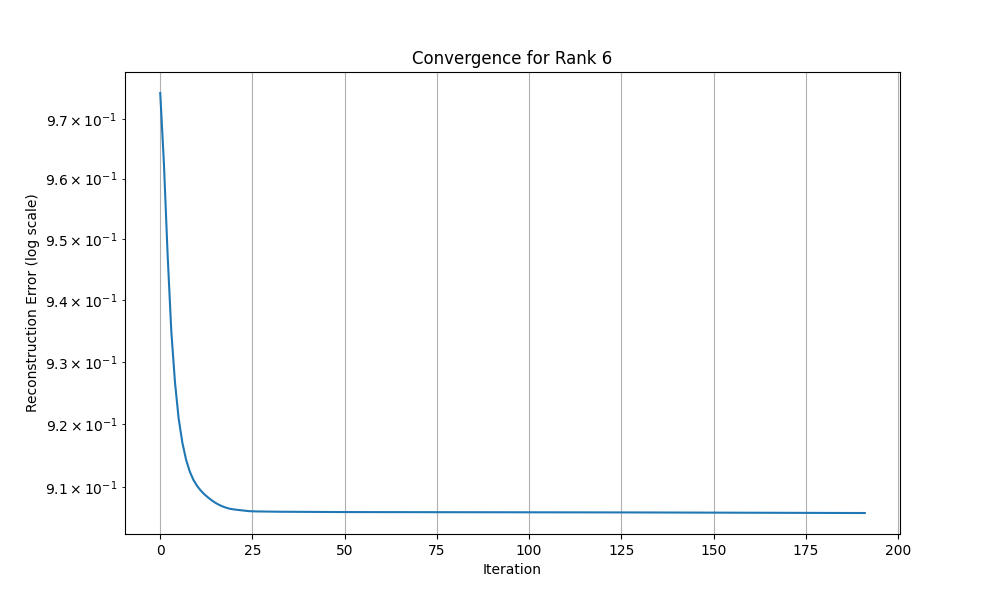 Convergence for Rank 6
Reconstruction Error (log scale)
9.7 × 10⁻¹
9.6 × 10⁻¹
9.5 × 10⁻¹
9.4 × 10⁻¹
9.3 × 10⁻¹
9.2 × 10⁻¹
9.1 × 10⁻¹
0 25 50 75 100 125 150 175 200
Iteration